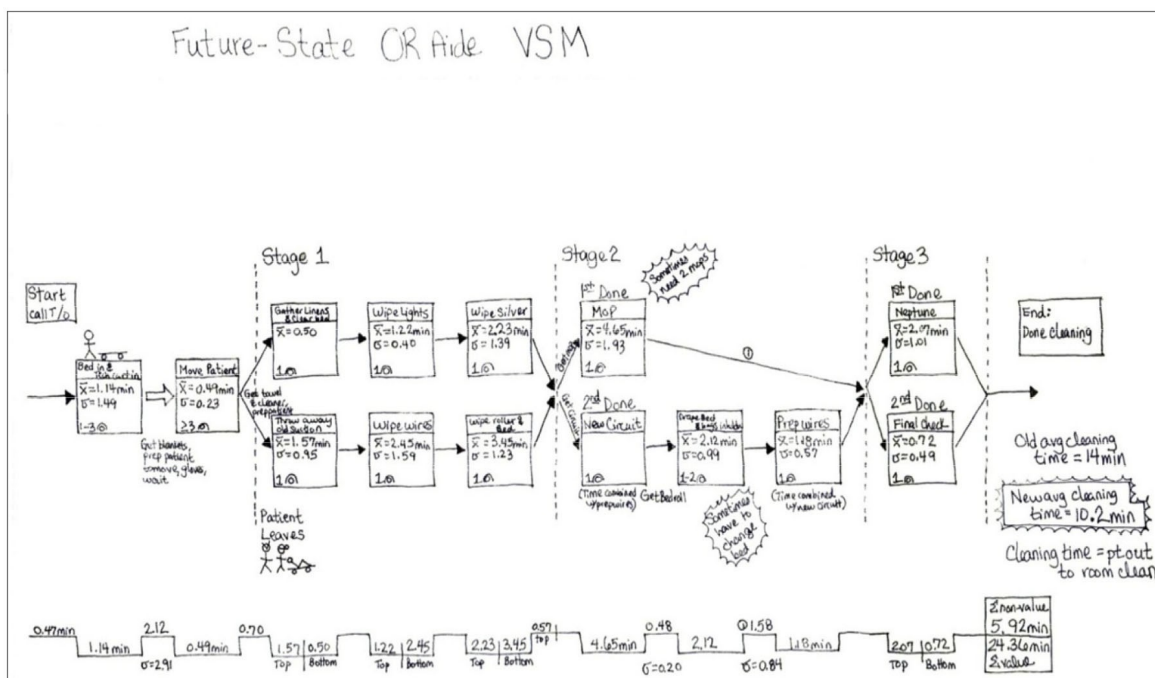 Future-State OR Aide VSM
Start
call T/O
Bed in &
x̄=1.14min
σ=1.49
1-3
Move Patient
x̄=0.49min
σ=0.23
≥3
Get blankets,
prep patient
remove, gloves,
wait
Get towel
& cleaner,
prep patient
Stage 1
Gather Linens
& Clear bed
x̄=0.50
1
Wipe Lights
x̄=1.22min
σ=0.40
1
Wipe Silver
x̄=2.23min
σ=1.39
1
Throw away
old suction
x̄=1.57min
σ=0.95
1
Wipe wires
x̄=2.45min
σ=1.59
1
Wipe roller & Bed
x̄=3.45min
σ=1.23
1
Patient
Leaves
Stage 2
Sometimes
need 2 mops
1st Done
Mop
x̄=4.65min
σ=1.93
1
Get Circuit
2nd Done
New Circuit
1
(Time combined
w/prepwires)
Get Bedroll
x̄=2.12min
σ=0.99
1-2
Sometimes
have to
change
bed
Prep wires
x̄=1.18min
σ=0.57
1
(Time combined
w/new circuit)
Stage 3
1st Done
Neptune
x̄=2.07min
σ=1.01
1
2nd Done
Final Check
x̄=0.72
σ=0.49
1
End:
Done cleaning
Old avg cleaning
time = 14min
New avg cleaning
time = 10.2min
Cleaning time = pt out
to room clean
0.47min
1.14min
2.12
σ=2.91
0.49min
0.70
1.57 0.50
Top Bottom
1.22 2.45
Top Bottom
2.23 3.45
Top Bottom
0.57
top
4.65min
0.48
σ=0.20
2.12
1.58
σ=0.84
1.18min
2.07 0.72
Top Bottom
Σnon-value
5.92min
24.36min
Σvalue